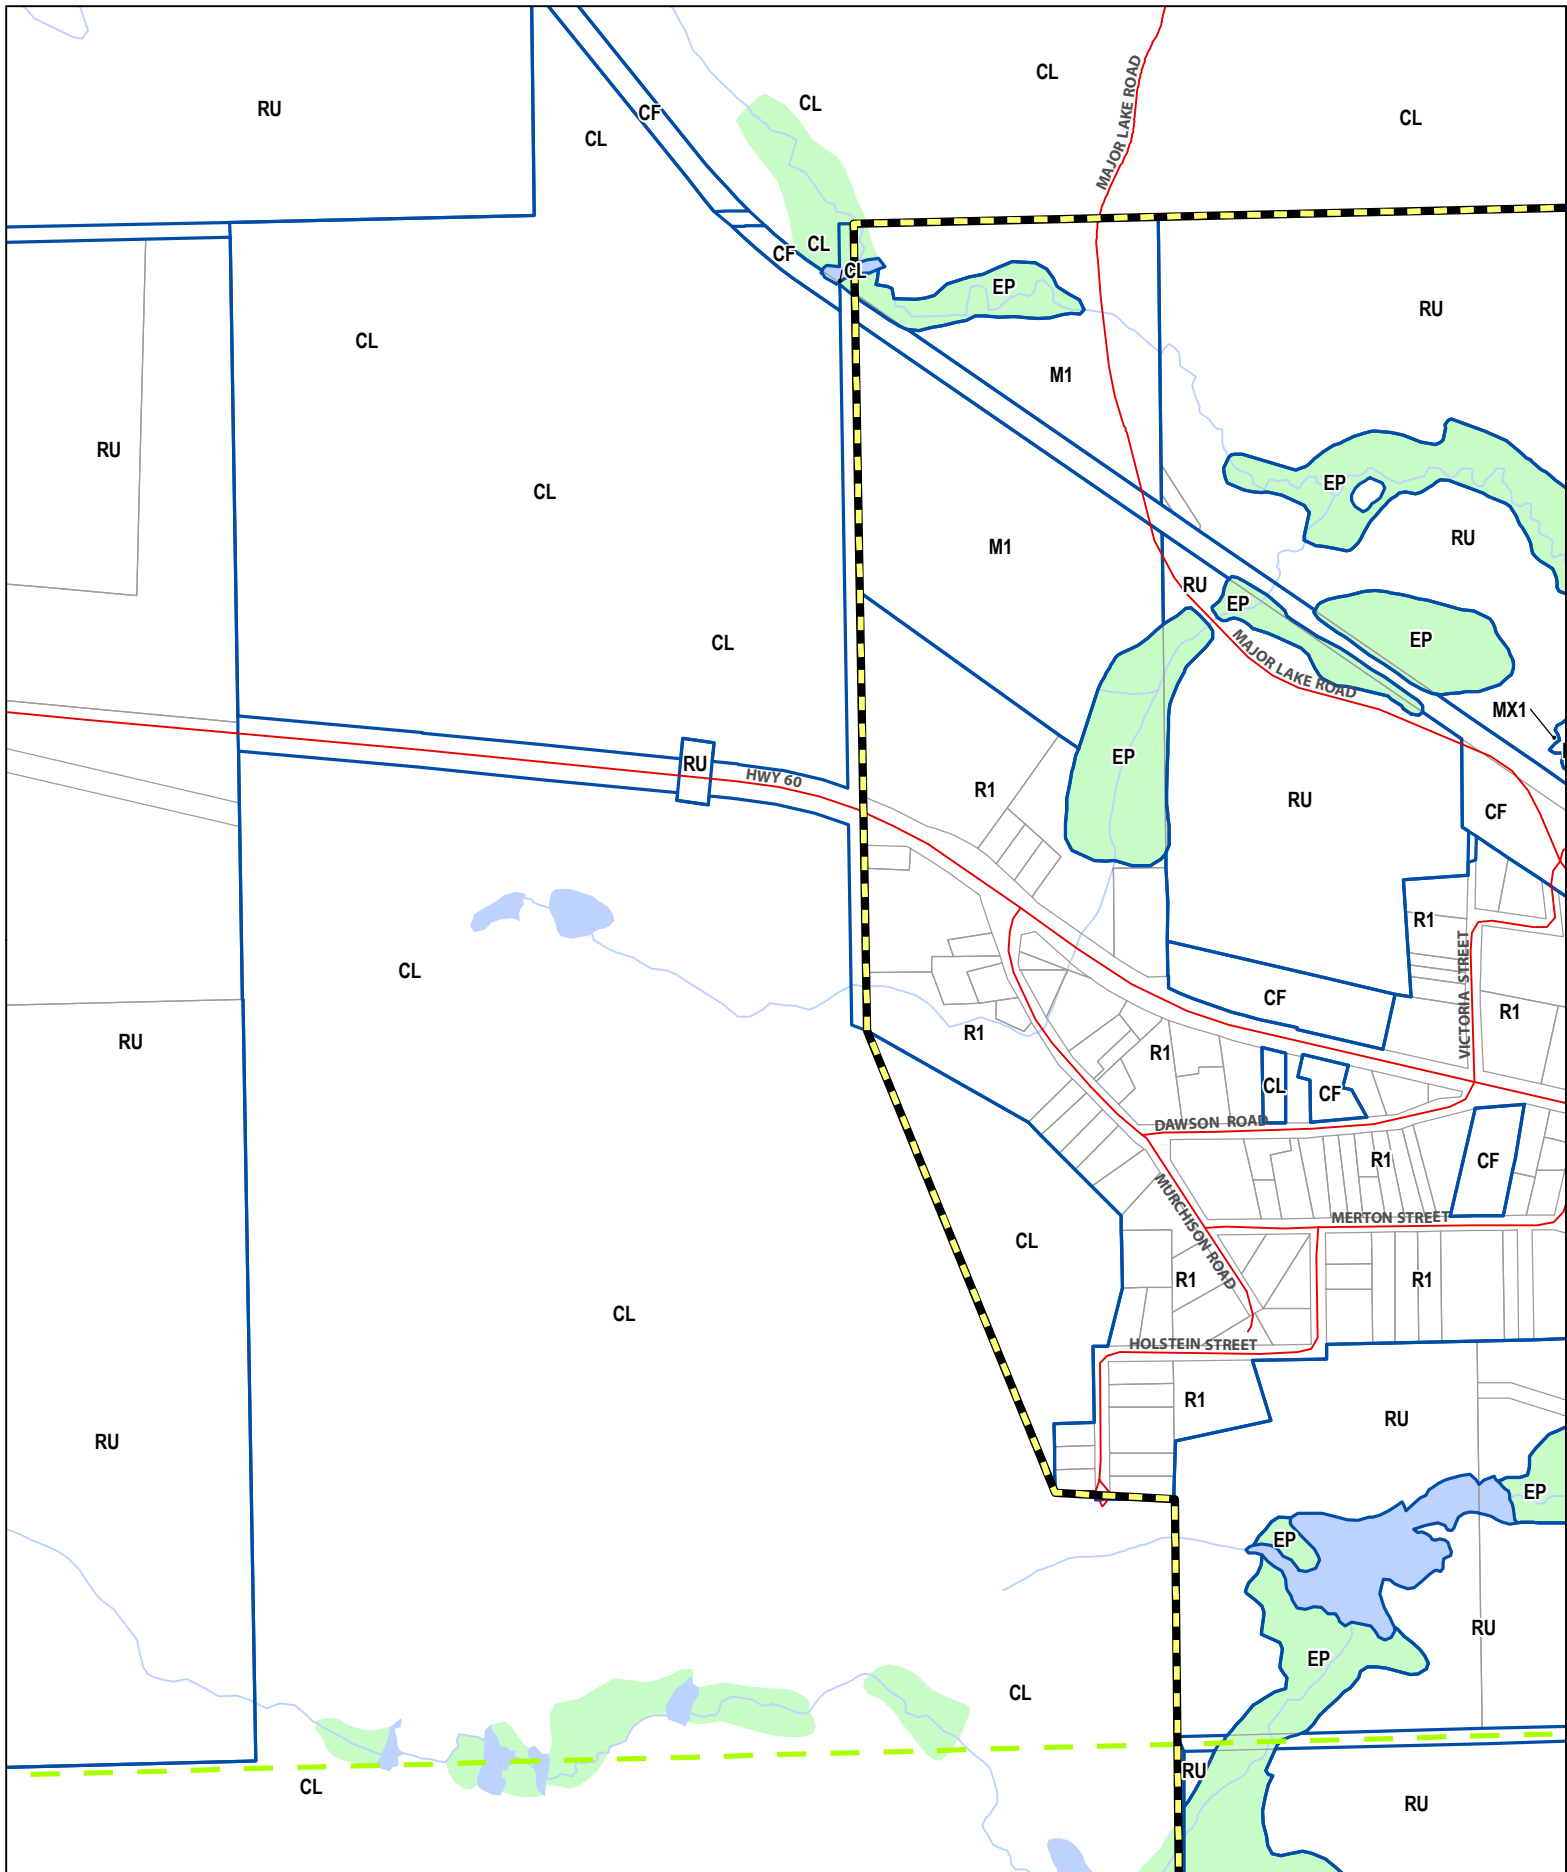 CL
MAJOR LAKE ROAD
CL
RU
CF
CL
CL
CL
CF
CL
EP
RU
CL
M1
RU
EP
CL
RU
M1
RU
EP
EP
CL
MAJOR LAKE ROAD
MX1
EP
RU
HWY 60
R1
RU
CF
R1
VICTORIA STREET
CL
CF
R1
RU
R1
R1
CL
CF
DAWSON ROAD
R1
CF
MURCHISON ROAD
MERTON STREET
CL
R1
R1
CL
HOLSTEIN STREET
R1
RU
RU
EP
EP
RU
EP
CL
RU
CL
RU